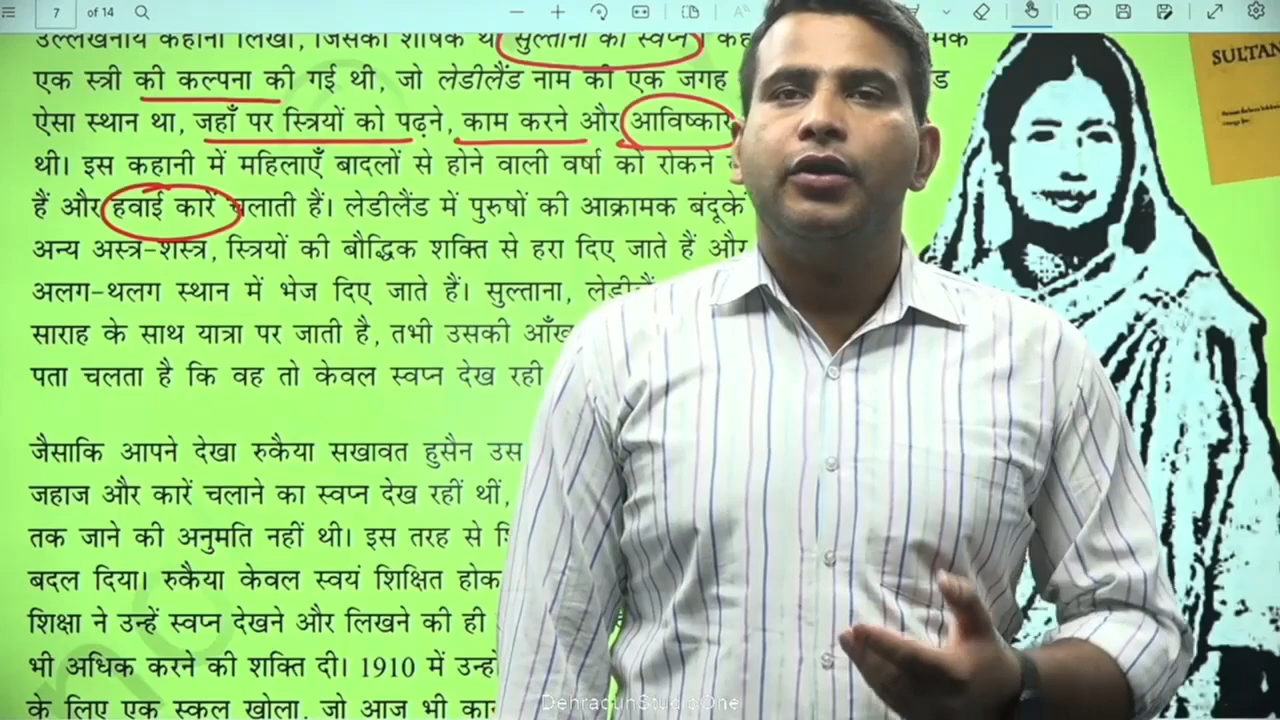 7 of 14
SULTAN
उल्लेखनीय कहानी लिखी, जिसका शीर्षक था सुल्ताना का स्वप्न
एक स्त्री की कल्पना की गई थी, जो लेडीलैंड नाम की एक जगह
ऐसा स्थान था, जहाँ पर स्त्रियों को पढ़ने, काम करने और आविष्कार
थी। इस कहानी में महिलाएँ बादलों से होने वाली वर्षा को रोकने
हैं और हवाई कारें चलाती हैं। लेडीलैंड में पुरुषों की आक्रामक बंदूकें
अन्य अस्त्र-शस्त्र, स्त्रियों की बौद्धिक शक्ति से हरा दिए जाते हैं और
अलग-थलग स्थान में भेज दिए जाते हैं। सुल्ताना,
साराह के साथ यात्रा पर जाती है, तभी उसकी
पता चलता है कि वह तो केवल स्वप्न देख रही
जैसाकि आपने देखा रुकैया सखावत हुसैन उस
जहाज और कारें चलाने का स्वप्न देख रहीं थीं,
तक जाने की अनुमति नहीं थी। इस तरह से
बदल दिया। रुकैया केवल स्वयं शिक्षित
शिक्षा ने उन्हें स्वप्न देखने और लिखने की ही
भी अधिक करने की शक्ति दी। 1910 में
के लिए एक स्कूल खोला, जो आज भी
DehradunStudioOne